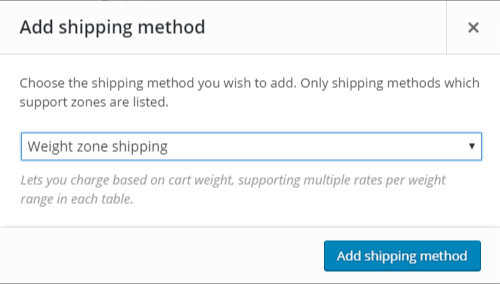 Add shipping method
Choose the shipping method you wish to add. Only shipping methods which
support zones are listed.
Weight zone shipping
Lets you charge based on cart weight, supporting multiple rates per weight
range in each table.
Add shipping method